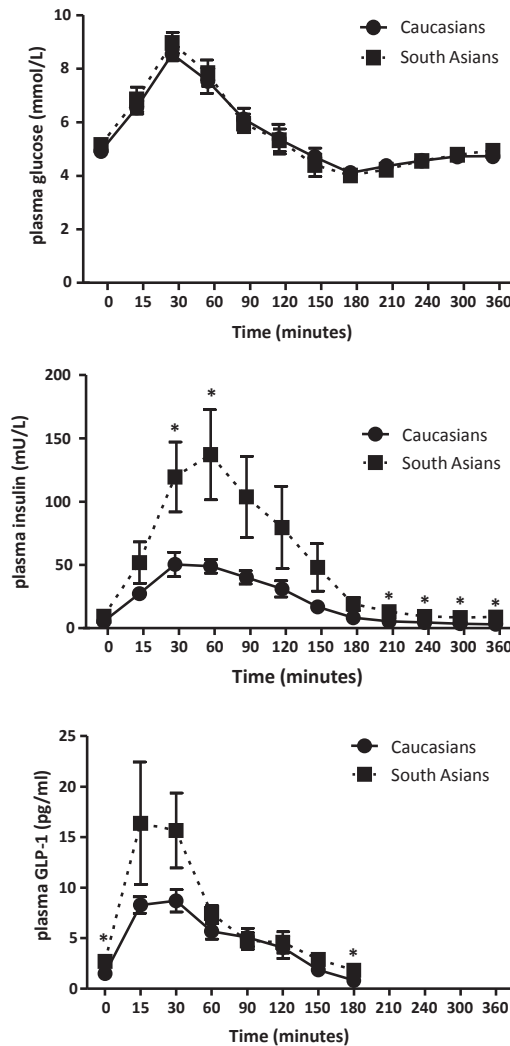 10
8
6
4
2
0
plasma glucose (mmol/L)
Caucasians
South Asians
0 15 30 60 90 120 150 180 210 240 300 360
Time (minutes)
200
150
100
50
0
plasma insulin (mU/L)
* * * * * *
Caucasians
South Asians
0 15 30 60 90 120 150 180 210 240 300 360
Time (minutes)
25
20
15
10
5
0
plasma GLP-1 (pg/ml)
* *
Caucasians
South Asians
0 15 30 60 90 120 150 180 210 240 300 360
Time (minutes)